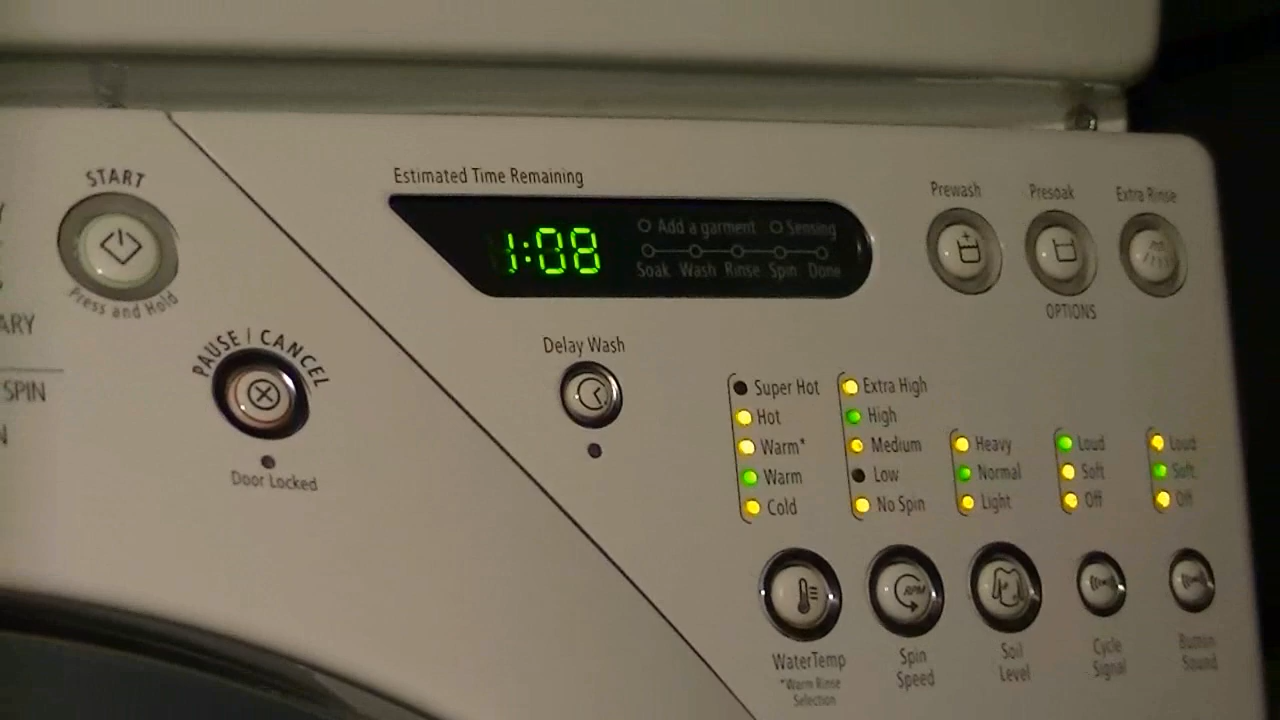 START
Press and Hold
ARY
SPIN
PAUSE / CANCEL
Door Locked
Estimated Time Remaining
1:08
Add a garment Sensing
Soak Wash Rinse Spin Done
Delay Wash
Prewash Presoak Extra Rinse
OPTIONS
Super Hot
Hot
Warm*
Warm
Cold
Extra High
High
Medium
Low
No Spin
Heavy
Normal
Light
Loud
Soft
Off
Loud
Soft
Off
WaterTemp
*Warm Rinse
Selection
Spin
Speed
RPM
Soil
Level
Cycle
Signal
Button
Sound